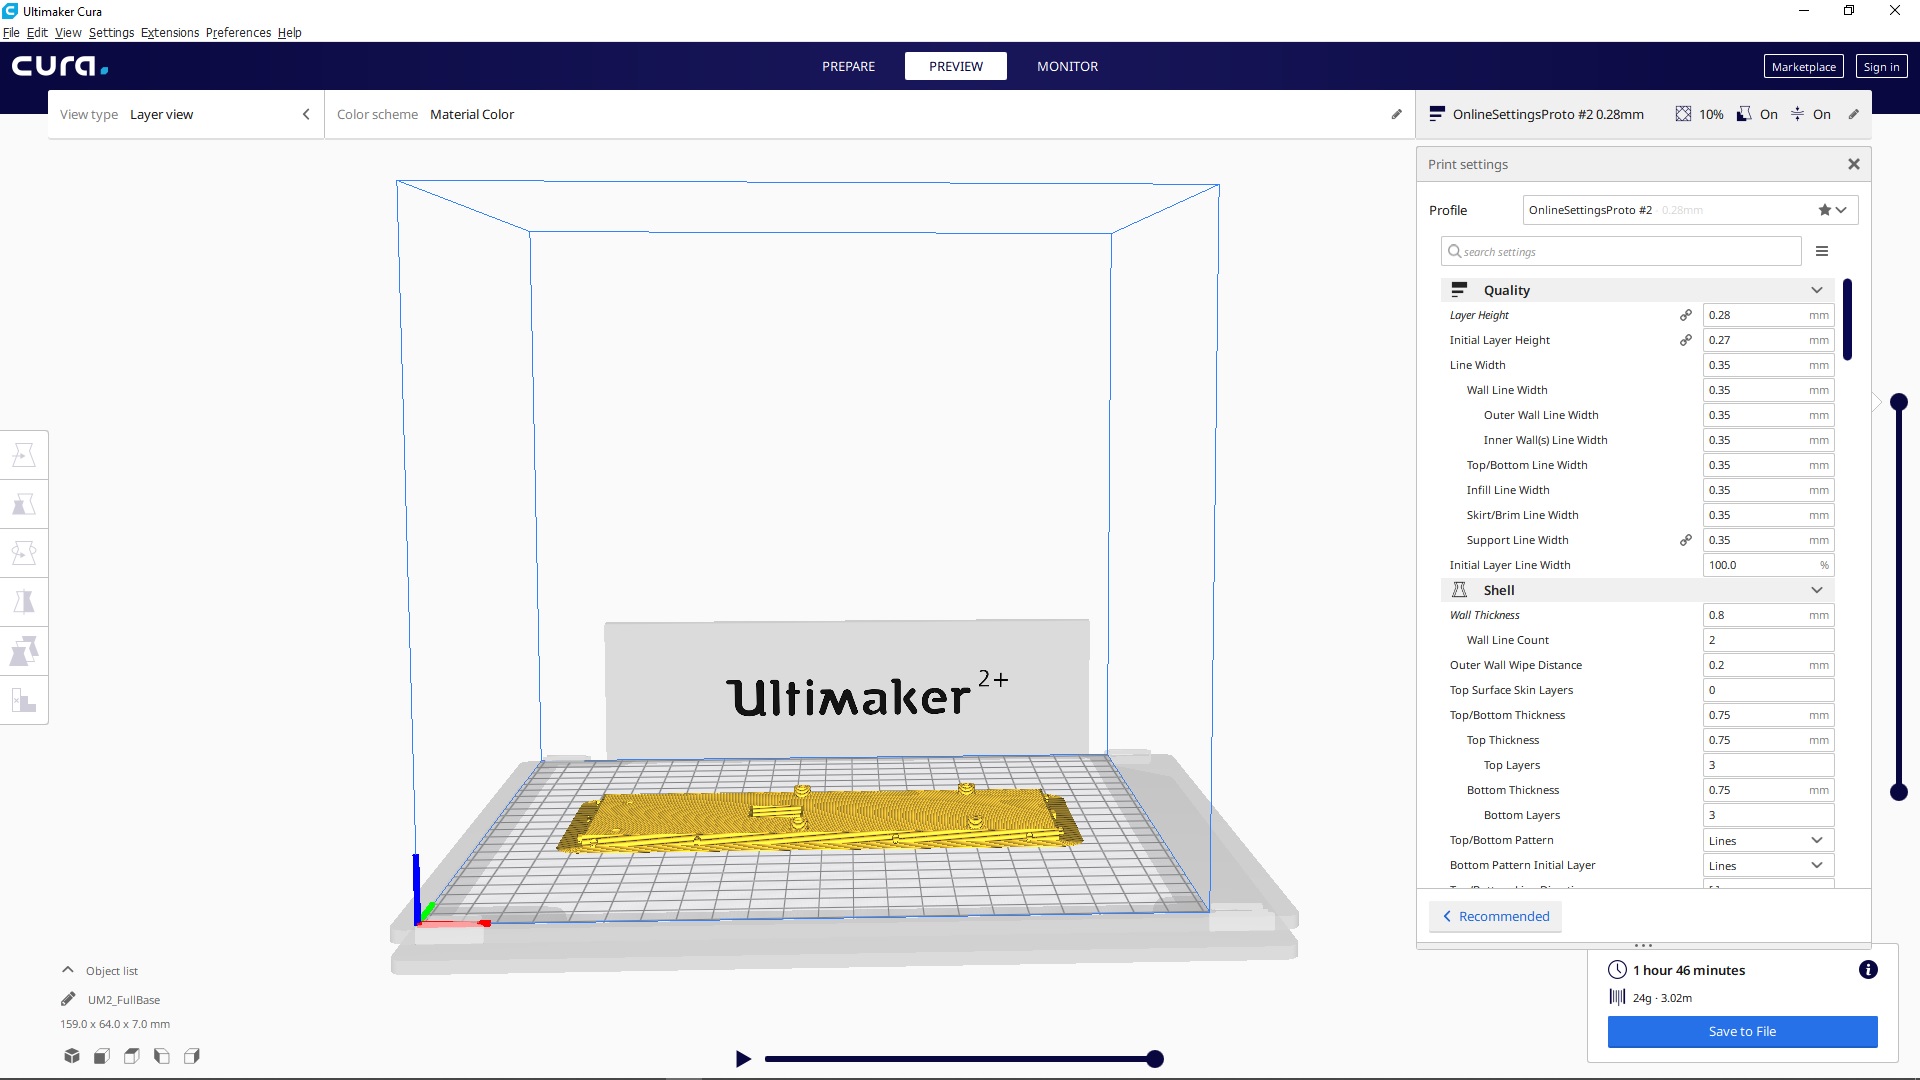 Ultimaker Cura
File Edit View Settings Extensions Preferences Help
cura.
PREPARE PREVIEW MONITOR
Marketplace Sign in
View type Layer view
Color scheme Material Color
OnlineSettingsProto #2 0.28mm 10% On On
Print settings
Profile OnlineSettingsProto #2 - 0.28mm
search settings
Quality
Layer Height 0.28 mm
Initial Layer Height 0.27 mm
Line Width 0.35 mm
Wall Line Width 0.35 mm
Outer Wall Line Width 0.35 mm
Inner Wall(s) Line Width 0.35 mm
Top/Bottom Line Width 0.35 mm
Infill Line Width 0.35 mm
Skirt/Brim Line Width 0.35 mm
Support Line Width 0.35 mm
Initial Layer Line Width 100.0 %
Shell
Wall Thickness 0.8 mm
Wall Line Count 2
Outer Wall Wipe Distance 0.2 mm
Top Surface Skin Layers 0
Top/Bottom Thickness 0.75 mm
Top Thickness 0.75 mm
Top Layers 3
Bottom Thickness 0.75 mm
Bottom Layers 3
Top/Bottom Pattern Lines
Bottom Pattern Initial Layer Lines
Recommended
Ultimaker 2+
Object list
UM2_FullBase
159.0 x 64.0 x 7.0 mm
1 hour 46 minutes
24g · 3.02m
Save to File